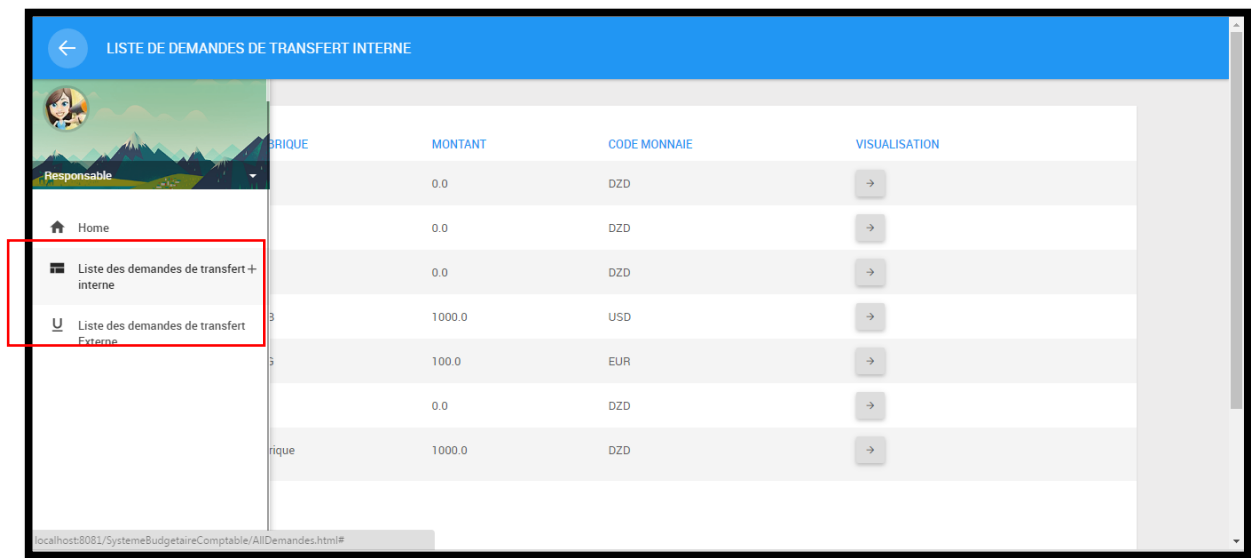 LISTE DE DEMANDES DE TRANSFERT INTERNE
Responsable
Home
Liste des demandes de transfert
interne
Liste des demandes de transfert
Externe
BRIQUE MONTANT CODE MONNAIE VISUALISATION
0.0 DZD
0.0 DZD
0.0 DZD
1000.0 USD
100.0 EUR
0.0 DZD
rique 1000.0 DZD
localhost:8081/SystemeBudgetaireComptable/AllDemandes.html#